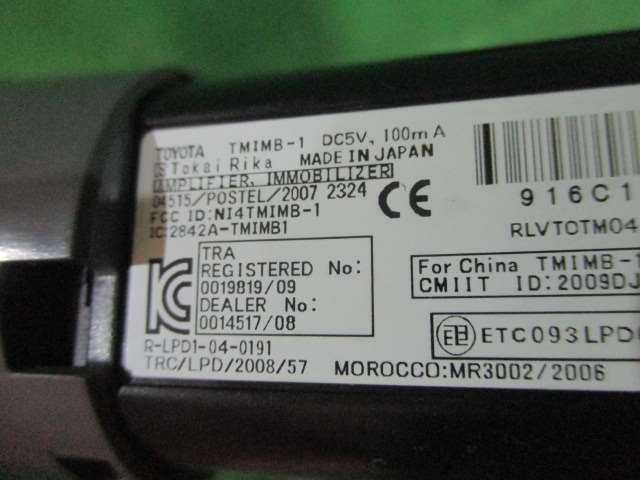 TOYOTA TMIMB-1 DC5V, 100mA
Tokai Rika MADE IN JAPAN
AMPLIFIER, IMMOBILIZER
04515/POSTEL/2007 2324
FCC ID:NI4TMIMB-1
IC:2842A-TMIMB1
CE
916C1
RLVTOTM04
TRA
REGISTERED No:
0019819/09
DEALER No:
0014517/08
For China TMIMB-1
CMIIT ID:2009DJ
ETC093LPD
R-LPD1-04-0191
TRC/LPD/2008/57
MOROCCO:MR3002/2006